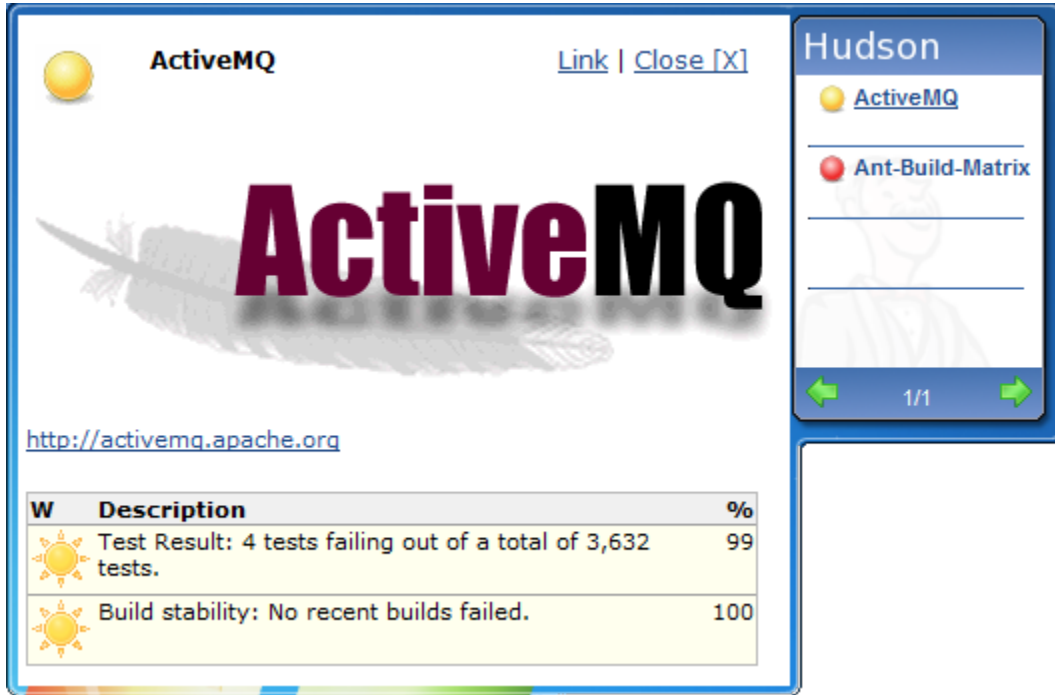 ActiveMQ Link | Close [X]
ActiveMQ
http://activemq.apache.org
W Description %
Test Result: 4 tests failing out of a total of 3,632 99
tests.
Build stability: No recent builds failed. 100
Hudson
ActiveMQ
Ant-Build-Matrix
1/1